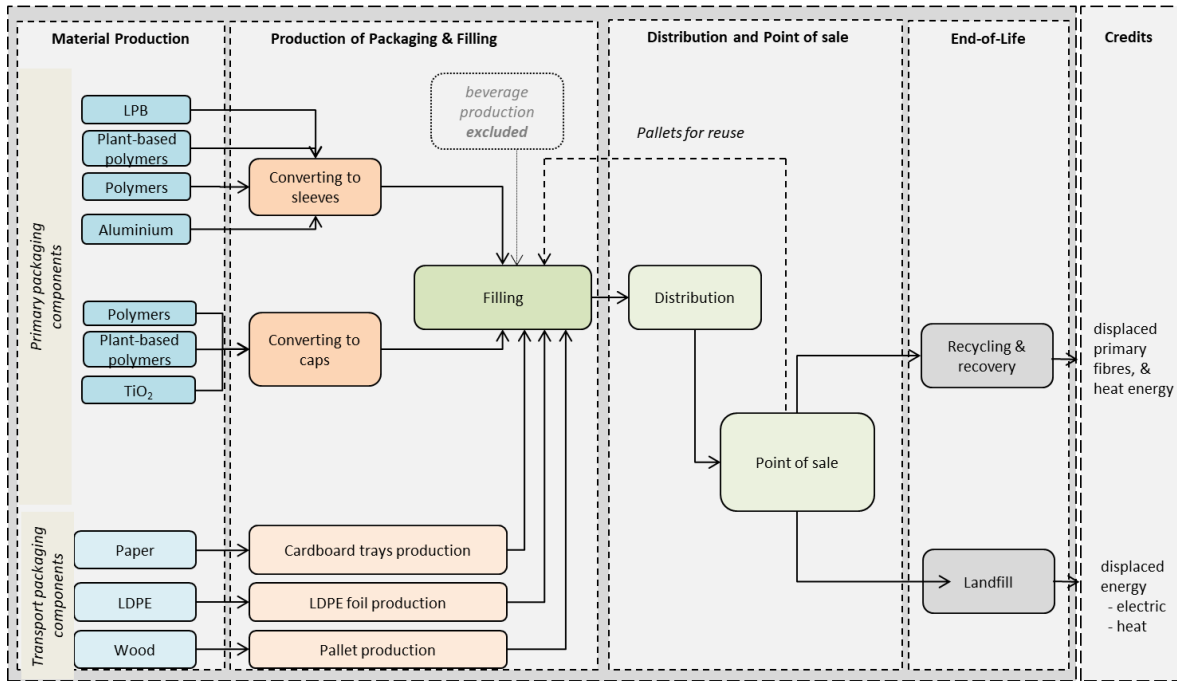 Material Production
Production of Packaging & Filling
Distribution and Point of sale
End-of-Life
Credits
Primary packaging
components
LPB
Plant-based
polymers
Polymers
Aluminium
Converting to
sleeves
beverage
production
excluded
Pallets for reuse
Polymers
Plant-based
polymers
TiO₂
Converting to
caps
Filling
Distribution
Point of sale
Recycling &
recovery
displaced
primary
fibres, &
heat energy
Transport packaging
components
Paper
Cardboard trays production
LDPE
LDPE foil production
Wood
Pallet production
Landfill
displaced
energy
- electric
- heat